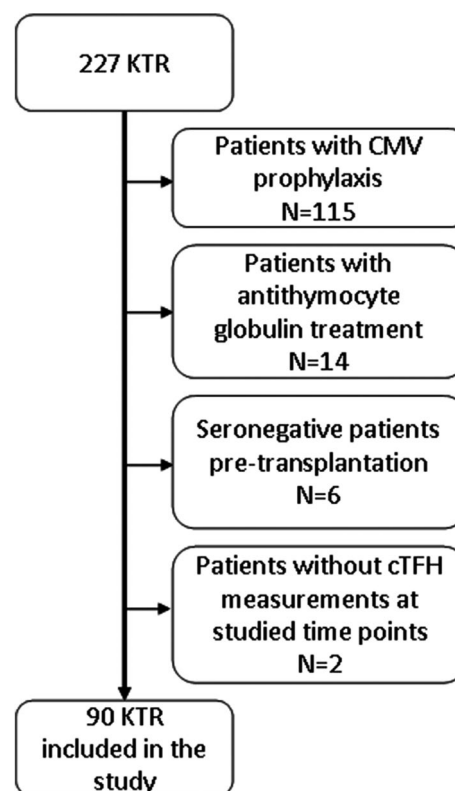 227 KTR
Patients with CMV
prophylaxis
N=115
Patients with
antithymocyte
globulin treatment
N=14
Seronegative patients
pre-transplantation
N=6
Patients without cTFH
measurements at
studied time points
N=2
90 KTR
included in the
study